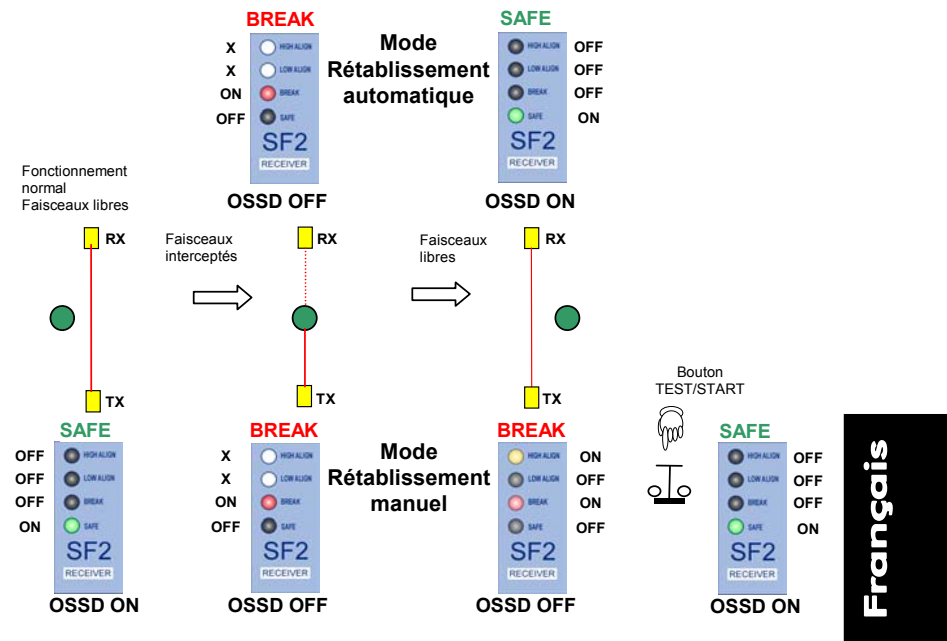 BREAK
X
X
ON
OFF
HIGH ALIGN
LOW ALIGN
BREAK
SAFE
SF2
RECEIVER
OSSD OFF
Mode
Rétablissement
automatique
SAFE
HIGH ALIGN
LOW ALIGN
BREAK
SAFE
OFF
OFF
OFF
ON
SF2
RECEIVER
OSSD ON
Fonctionnement
normal
Faisceaux libres
RX
TX
Faisceaux
interceptés
RX
TX
Faisceaux
libres
RX
TX
SAFE
OFF
OFF
OFF
ON
HIGH ALIGN
LOW ALIGN
BREAK
SAFE
SF2
RECEIVER
OSSD ON
BREAK
X
X
ON
OFF
HIGH ALIGN
LOW ALIGN
BREAK
SAFE
SF2
RECEIVER
OSSD OFF
Mode
Rétablissement
manuel
BREAK
HIGH ALIGN
LOW ALIGN
BREAK
SAFE
ON
OFF
ON
OFF
SF2
RECEIVER
OSSD OFF
Bouton
TEST/START
SAFE
HIGH ALIGN
LOW ALIGN
BREAK
SAFE
OFF
OFF
OFF
ON
SF2
RECEIVER
OSSD ON
Français